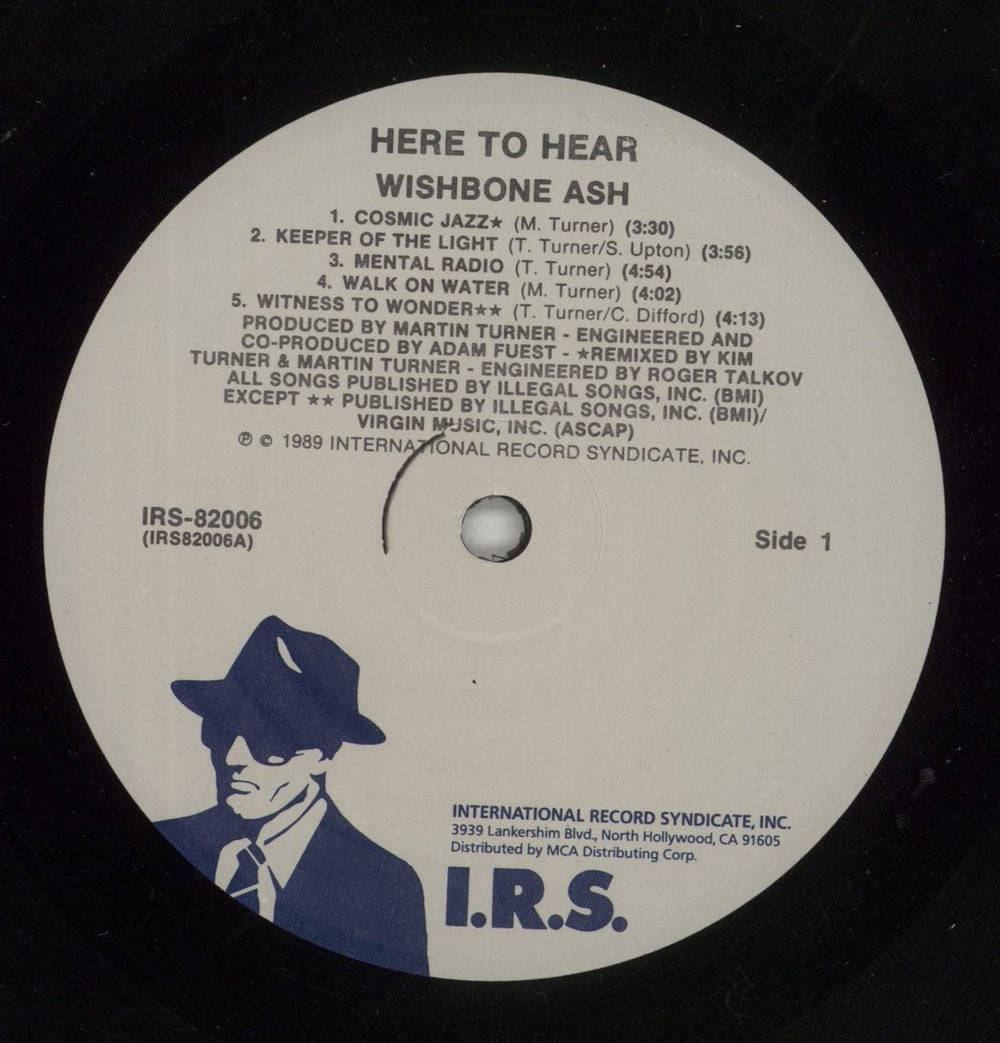 HERE TO HEAR
WISHBONE ASH
1. COSMIC JAZZ★ (M. Turner) (3:30)
2. KEEPER OF THE LIGHT (T. Turner/S. Upton) (3:56)
3. MENTAL RADIO (T. Turner) (4:54)
4. WALK ON WATER (M. Turner) (4:02)
5. WITNESS TO WONDER★★ (T. Turner/C. Difford) (4:13)
PRODUCED BY MARTIN TURNER - ENGINEERED AND
CO-PRODUCED BY ADAM FUEST - ★REMIXED BY KIM
TURNER & MARTIN TURNER - ENGINEERED BY ROGER TALKOV
ALL SONGS PUBLISHED BY ILLEGAL SONGS, INC. (BMI)
EXCEPT ★★ PUBLISHED BY ILLEGAL SONGS, INC. (BMI)/
VIRGIN MUSIC, INC. (ASCAP)
℗ © 1989 INTERNATIONAL RECORD SYNDICATE, INC.
IRS-82006
(IRS82006A)
Side 1
INTERNATIONAL RECORD SYNDICATE, INC.
3939 Lankershim Blvd., North Hollywood, CA 91605
Distributed by MCA Distributing Corp.
I.R.S.